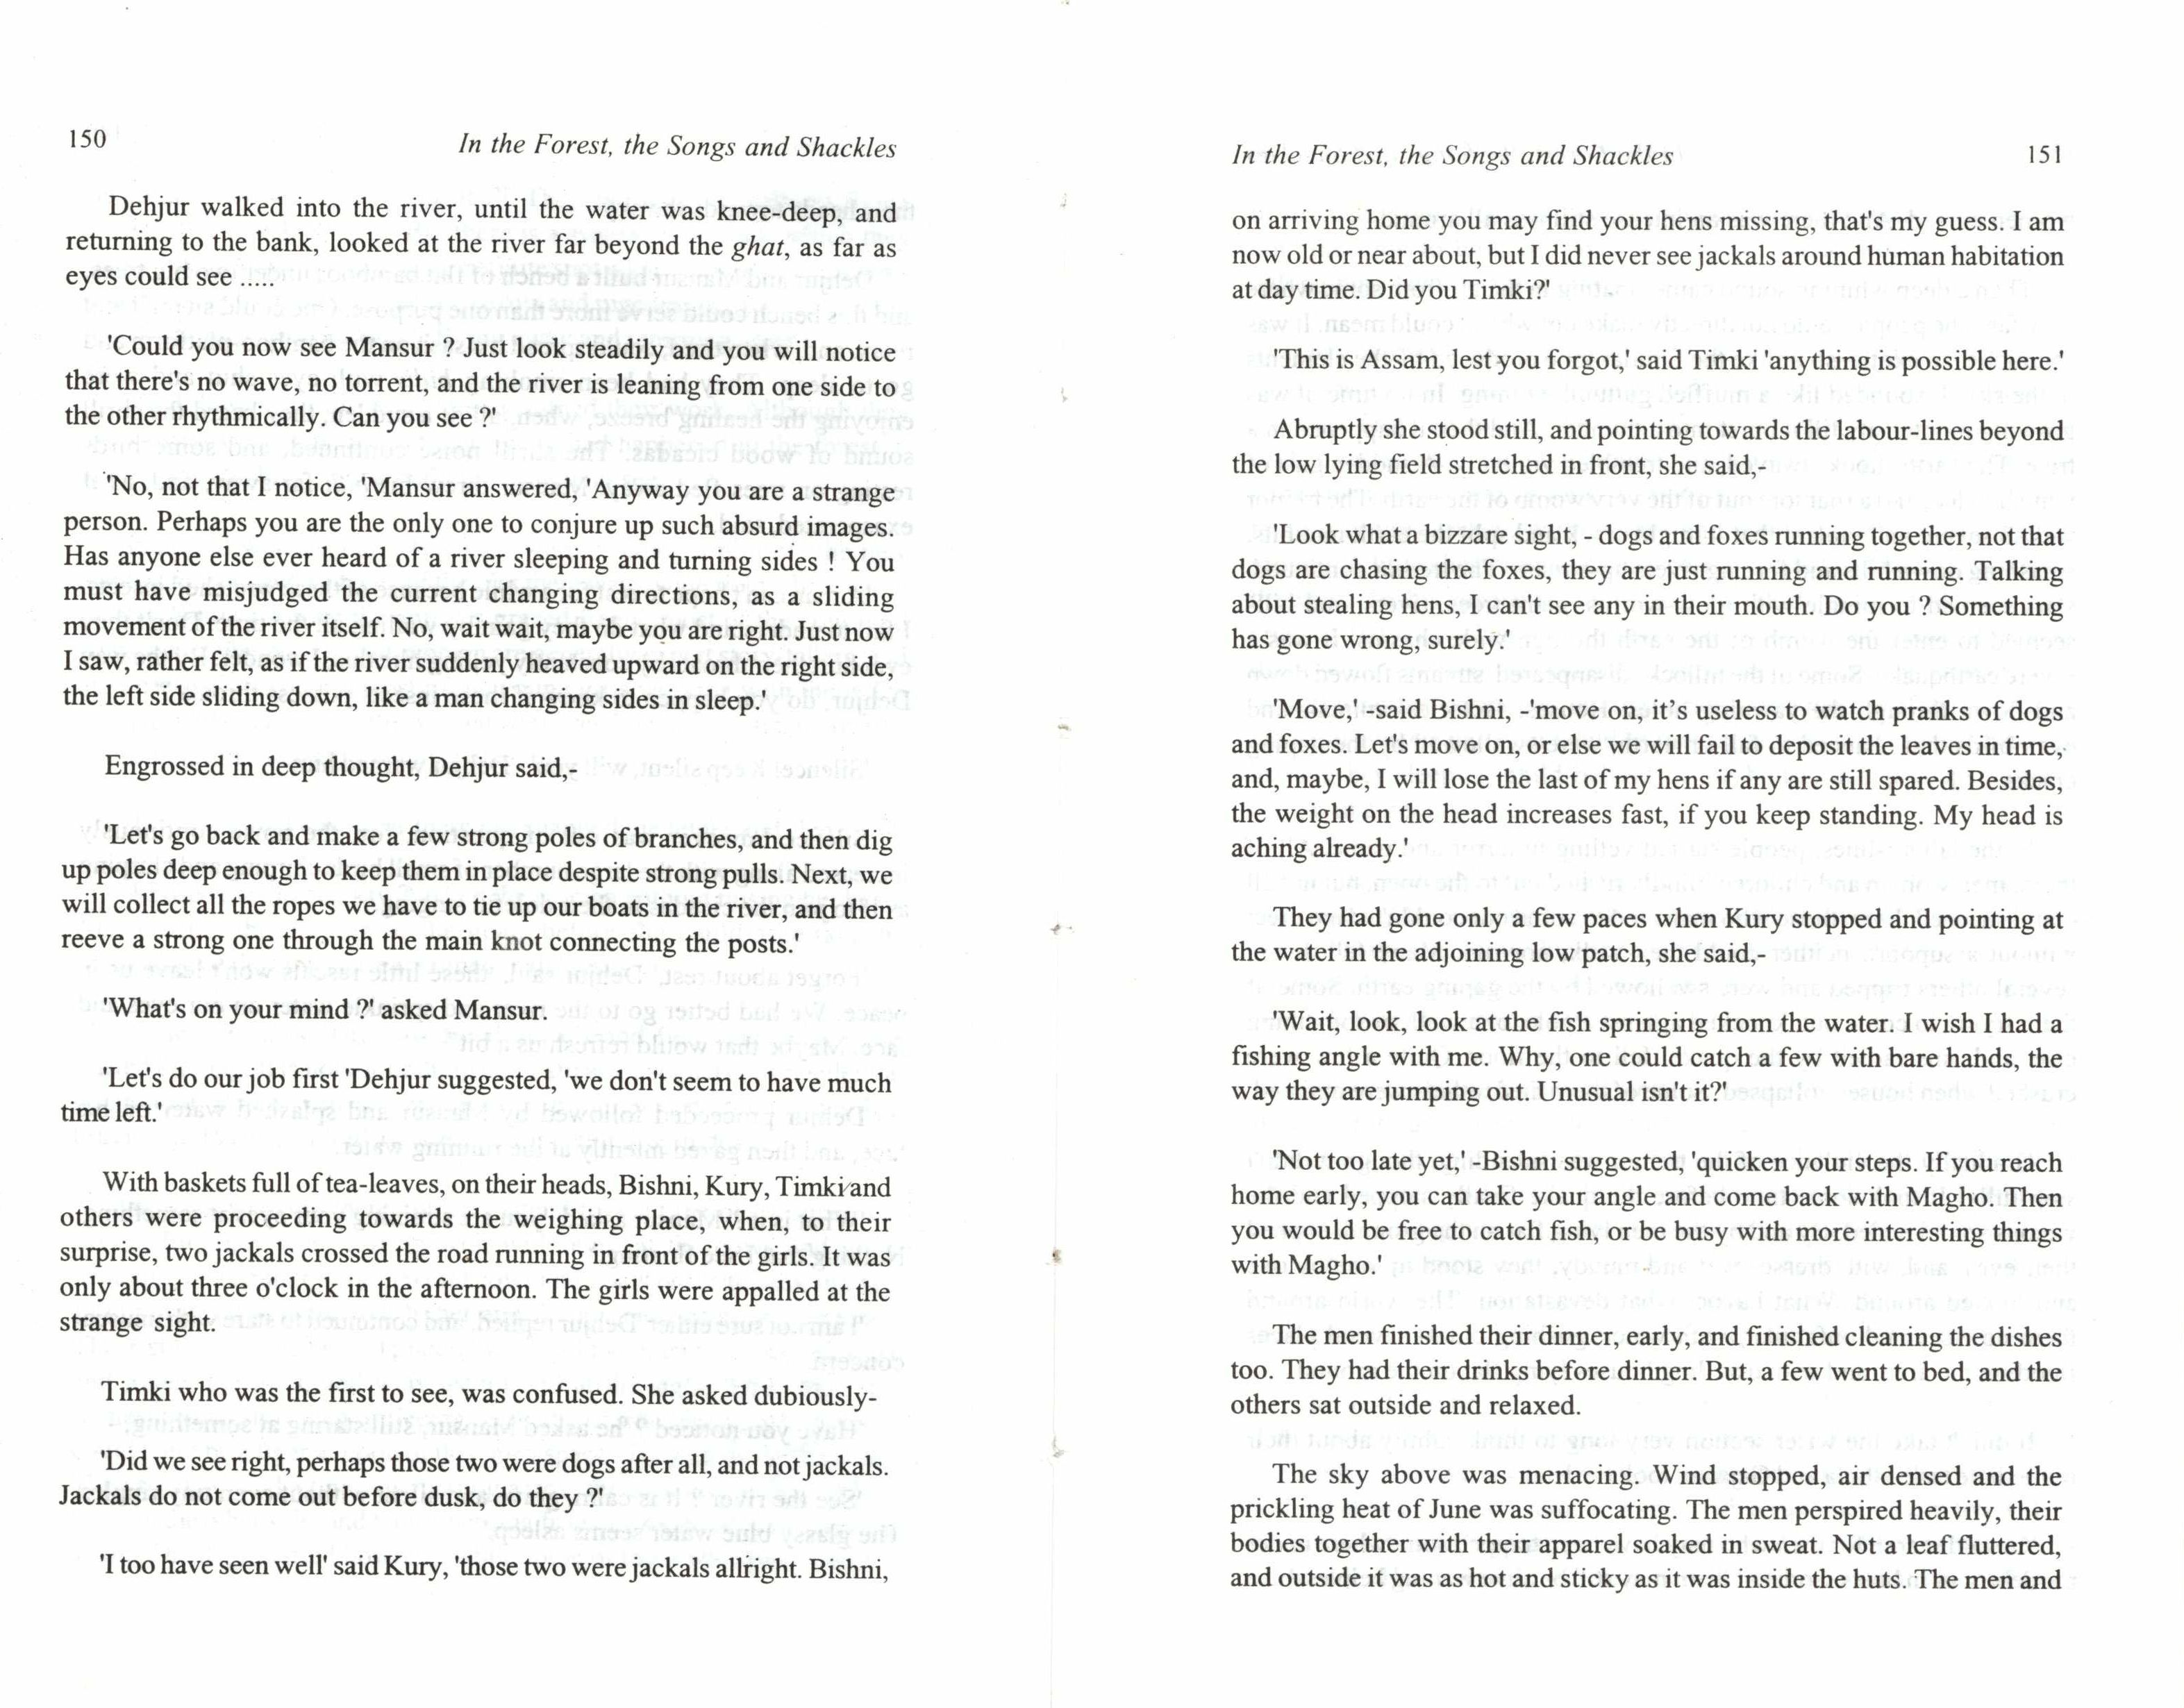 150
In the Forest, the Songs and Shackles
Dehjur walked into the river, until the water was knee-deep, and
returning to the bank, looked at the river far beyond the ghat, as far as
eyes could see .....
'Could you now see Mansur ? Just look steadily and you will notice
that there's no wave, no torrent, and the river is leaning from one side to
the other rhythmically. Can you see ?'
'No, not that I notice, 'Mansur answered, 'Anyway you are a strange
person. Perhaps you are the only one to conjure up such absurd images.
Has anyone else ever heard of a river sleeping and turning sides ! You
must have misjudged the current changing directions, as a sliding
movement of the river itself. No, wait wait, maybe you are right. Just now
I saw, rather felt, as if the river suddenly heaved upward on the right side,
the left side sliding down, like a man changing sides in sleep.'
Engrossed in deep thought, Dehjur said,-
'Let's go back and make a few strong poles of branches, and then dig
up poles deep enough to keep them in place despite strong pulls. Next, we
will collect all the ropes we have to tie up our boats in the river, and then
reeve a strong one through the main knot connecting the posts.'
'What's on your mind ?' asked Mansur.
'Let's do our job first 'Dehjur suggested, 'we don't seem to have much
time left.'
With baskets full of tea-leaves, on their heads, Bishni, Kury, Timki and
others were proceeding towards the weighing place, when, to their
surprise, two jackals crossed the road running in front of the girls. It was
only about three o'clock in the afternoon. The girls were appalled at the
strange sight.
Timki who was the first to see, was confused. She asked dubiously-
'Did we see right, perhaps those two were dogs after all, and not jackals.
Jackals do not come out before dusk, do they ?'
'I too have seen well' said Kury, 'those two were jackals allright. Bishni,
In the Forest, the Songs and Shackles
151
on arriving home you may find your hens missing, that's my guess. I am
now old or near about, but I did never see jackals around human habitation
at day time. Did you Timki?'
'This is Assam, lest you forgot,' said Timki 'anything is possible here.'
Abruptly she stood still, and pointing towards the labour-lines beyond
the low lying field stretched in front, she said,-
'Look what a bizzare sight, - dogs and foxes running together, not that
dogs are chasing the foxes, they are just running and running. Talking
about stealing hens, I can't see any in their mouth. Do you ? Something
has gone wrong, surely.'
'Move,' -said Bishni, -'move on, it's useless to watch pranks of dogs
and foxes. Let's move on, or else we will fail to deposit the leaves in time,
and, maybe, I will lose the last of my hens if any are still spared. Besides,
the weight on the head increases fast, if you keep standing. My head is
aching already.'
They had gone only a few paces when Kury stopped and pointing at
the water in the adjoining low patch, she said,-
'Wait, look, look at the fish springing from the water. I wish I had a
fishing angle with me. Why, one could catch a few with bare hands, the
way they are jumping out. Unusual isn't it?'
'Not too late yet,' -Bishni suggested, 'quicken your steps. If you reach
home early, you can take your angle and come back with Magho. Then
you would be free to catch fish, or be busy with more interesting things
with Magho.'
The men finished their dinner, early, and finished cleaning the dishes
too. They had their drinks before dinner. But, a few went to bed, and the
others sat outside and relaxed.
The sky above was menacing. Wind stopped, air densed and the
prickling heat of June was suffocating. The men perspired heavily, their
bodies together with their apparel soaked in sweat. Not a leaf fluttered,
and outside it was as hot and sticky as it was inside the huts. The men and